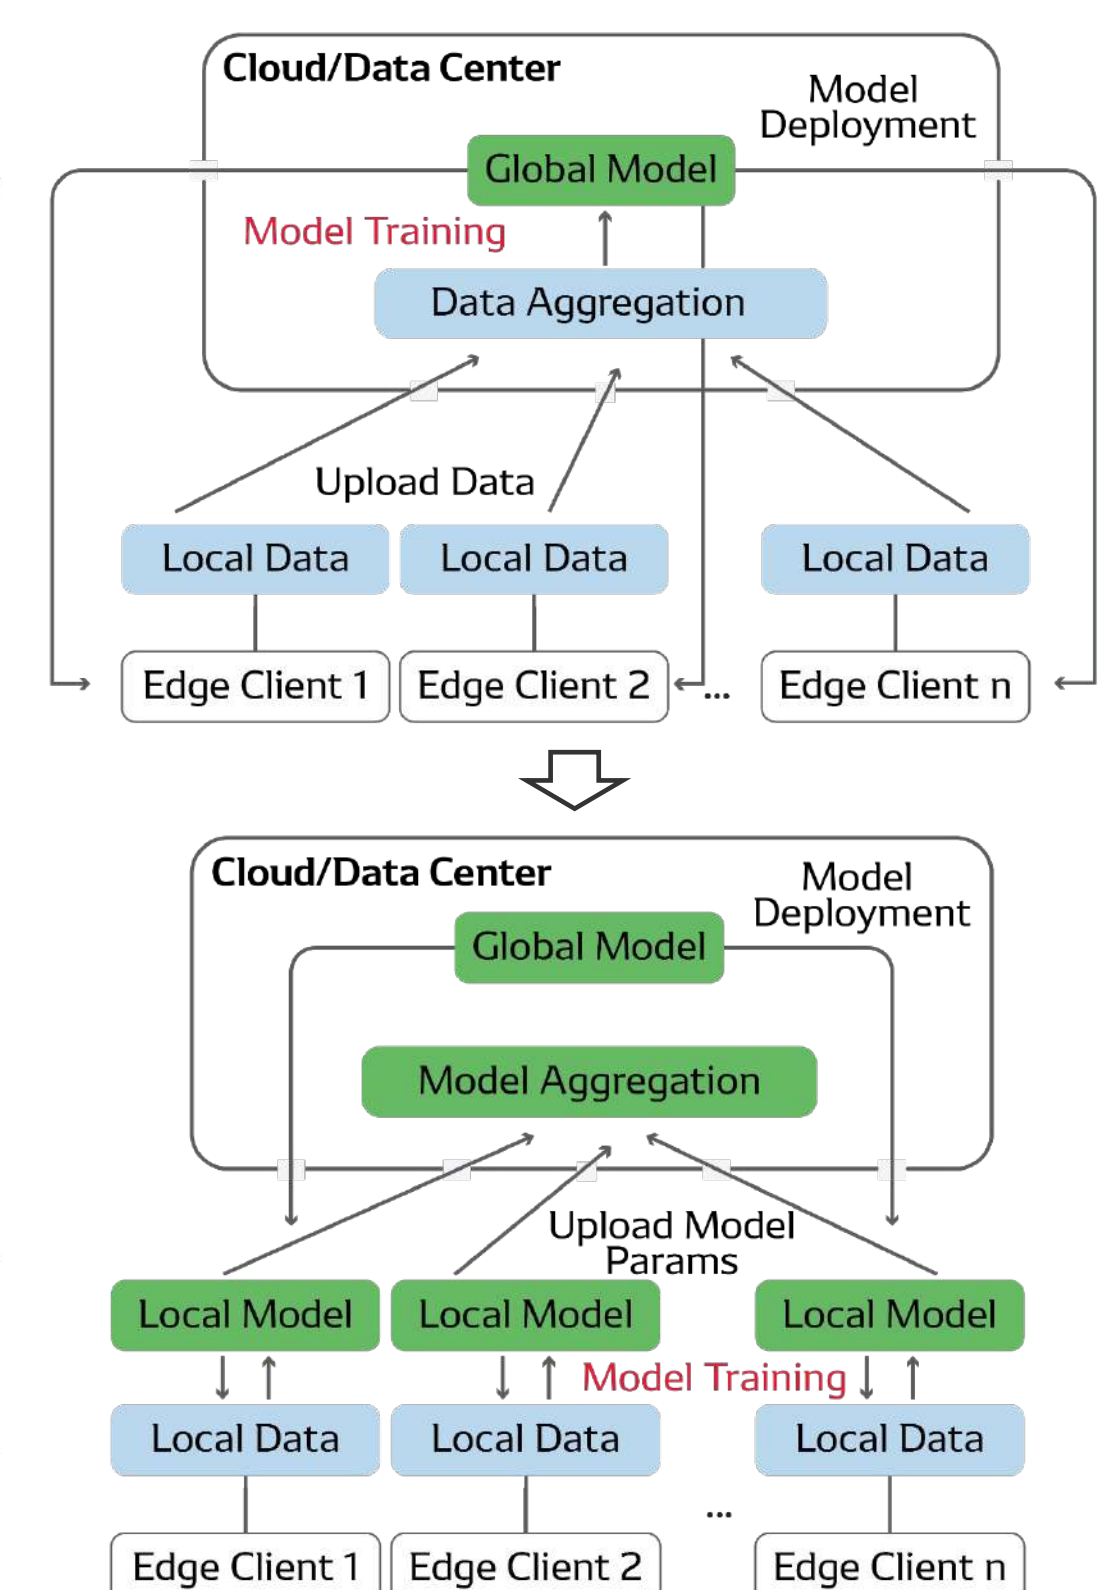 Cloud/Data Center
Model
Deployment
Global Model
Model Training
Data Aggregation
Upload Data
Local Data
Local Data
Local Data
Edge Client 1
Edge Client 2
...
Edge Client n
Cloud/Data Center
Model
Deployment
Global Model
Model Aggregation
Upload Model
Params
Local Model
Local Model
Local Model
Model Training
Local Data
Local Data
Local Data
...
Edge Client 1
Edge Client 2
Edge Client n